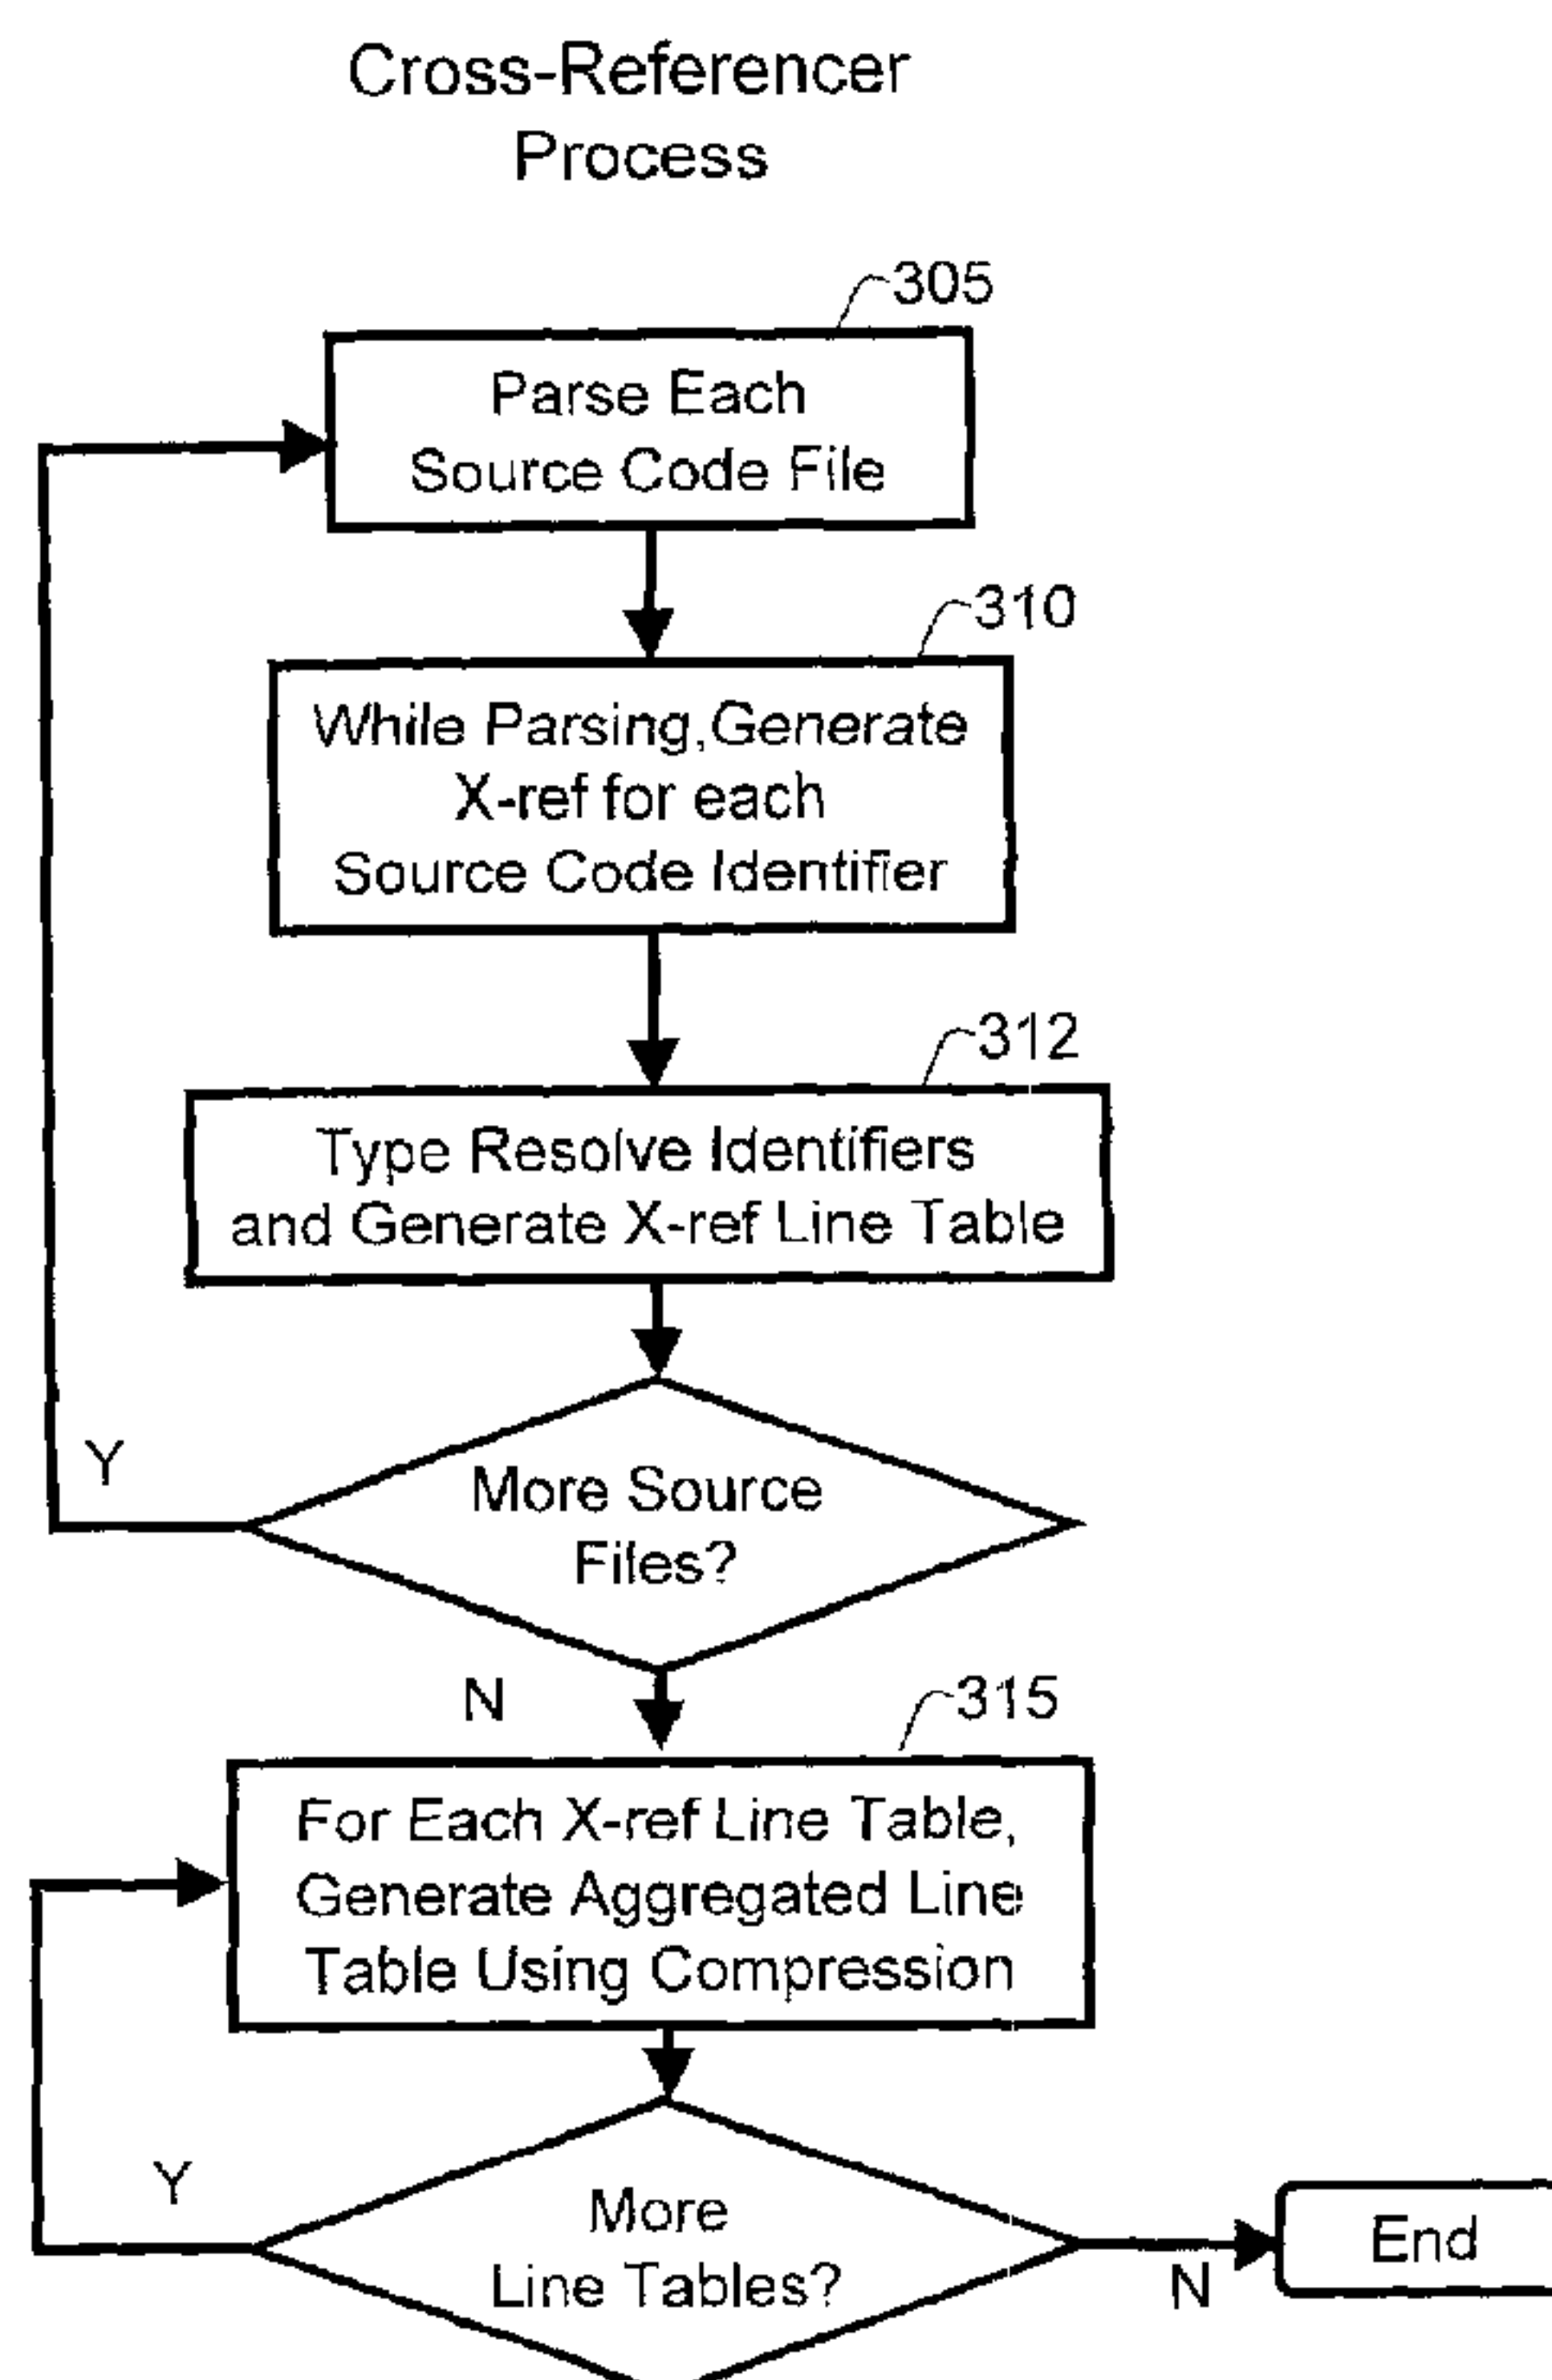 Cross-Referencer
Process
305
Parse Each
Source Code File
310
While Parsing,Generate
X-ref for each
Source Code Identifier
312
Type Resolve Identifiers
and Generate X-ref Line Table
Y
More Source
Files?
N
315
For Each X-ref Line Table,
Generate Aggregated Line
Table Using Compression
Y
More
Line Tables?
N
End